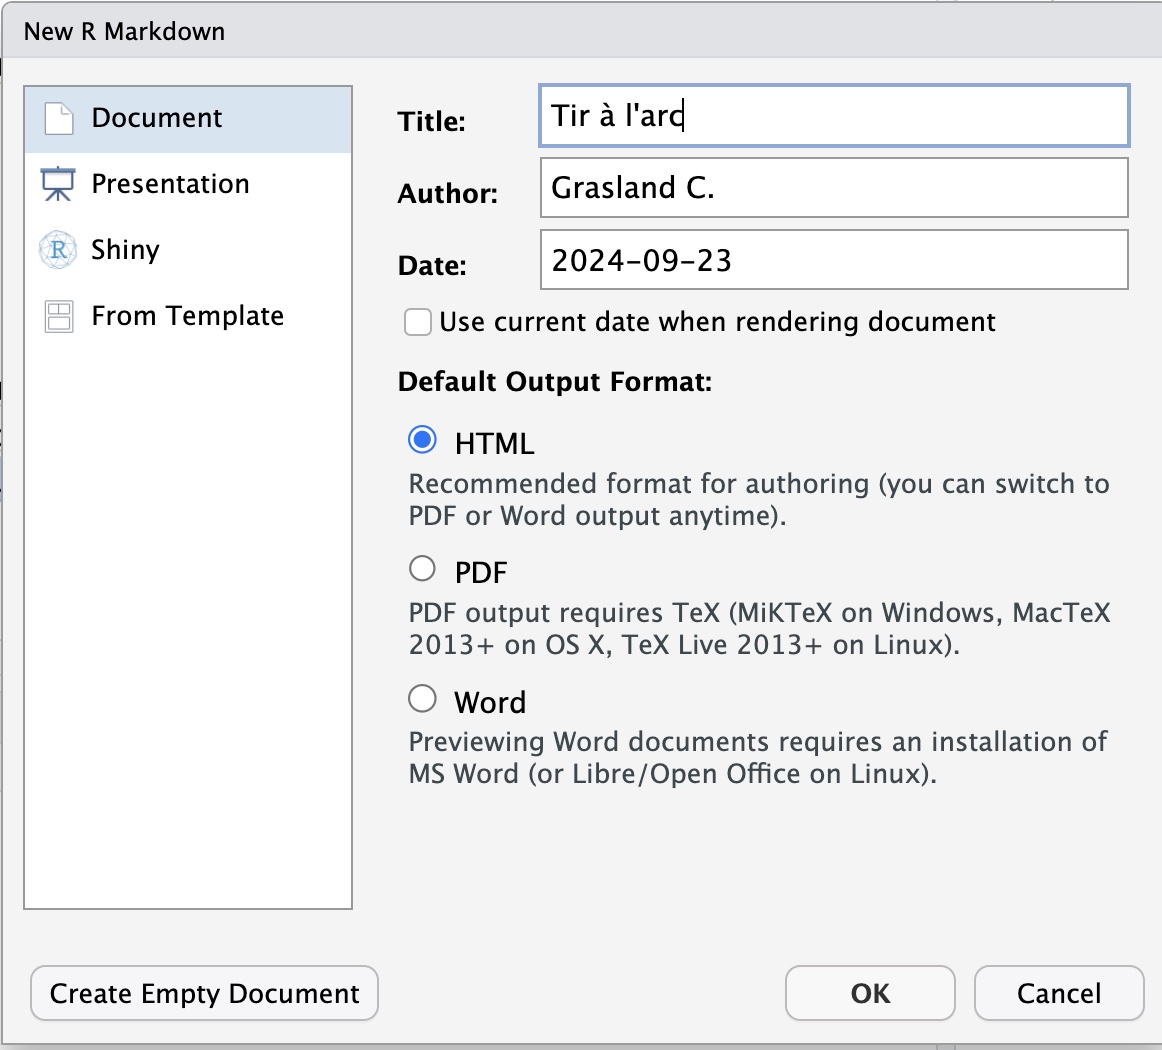 New R Markdown
Document
Presentation
Shiny
From Template
Title:
Tir à l'arc
Author:
Grasland C.
Date:
2024-09-23
Use current date when rendering document
Default Output Format:
HTML
Recommended format for authoring (you can switch to
PDF or Word output anytime).
PDF
PDF output requires TeX (MiKTeX on Windows, MacTeX
2013+ on OS X, TeX Live 2013+ on Linux).
Word
Previewing Word documents requires an installation of
MS Word (or Libre/Open Office on Linux).
Create Empty Document
OK
Cancel